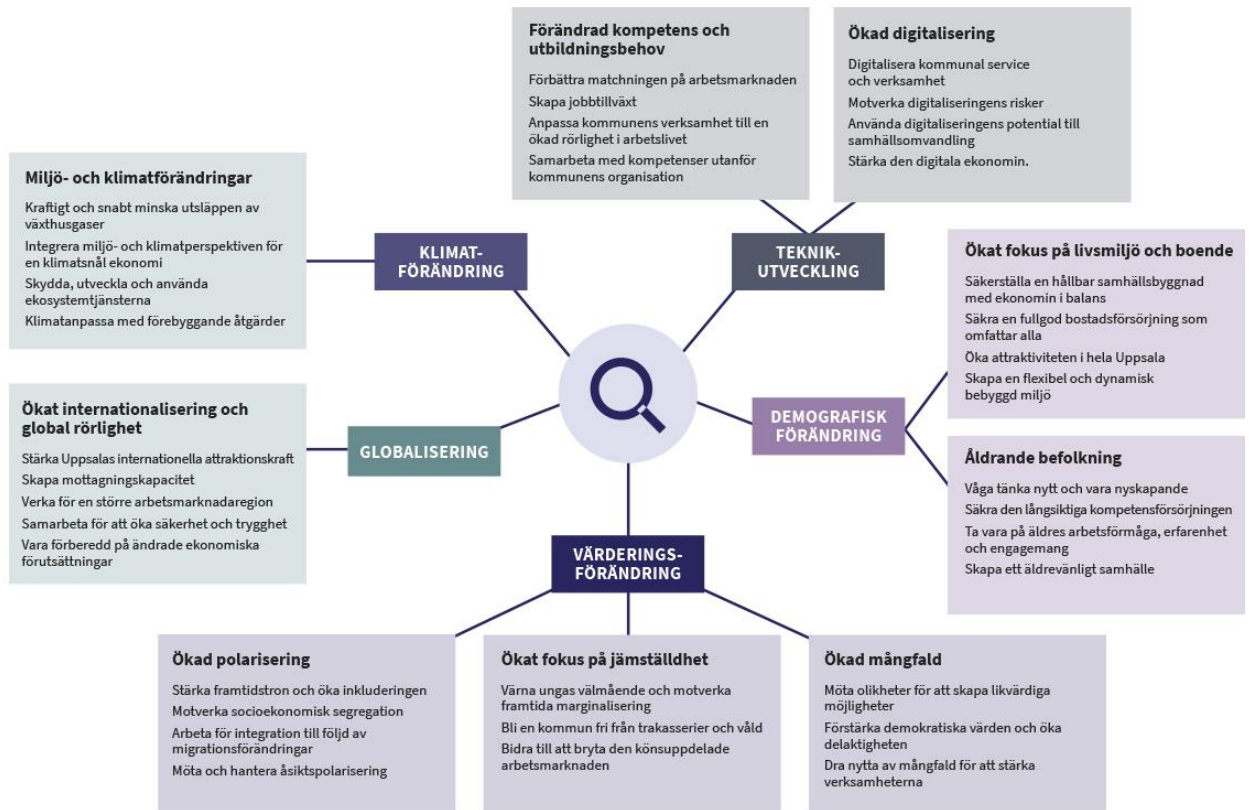 Förändrad kompetens och
utbildningsbehov
Förbättra matchningen på arbetsmarknaden
Skapa jobbtillväxt
Anpassa kommunens verksamhet till en
ökad rörlighet i arbetslivet
Samarbeta med kompetenser utanför
kommunens organisation
Ökad digitalisering
Digitalisera kommunal service
och verksamhet
Motverka digitaliseringens risker
Använda digitaliseringens potential till
samhällsomvandling
Stärka den digitala ekonomin.
Miljö- och klimatförändringar
Kraftigt och snabt minska utsläppen av
växthusgaser
Integrera miljö- och klimatperspektiven för
en klimatsnål ekonomi
Skydda, utveckla och använda
ekosystemtjänsterna
Klimatanpassa med förebyggande åtgärder
KLIMAT-
FÖRÄNDRING
TEKNIK-
UTVECKLING
Ökat fokus på livsmiljö och boende
Säkerställa en hållbar samhällsbyggnad
med ekonomin i balans
Säkra en fullgod bostadsförsörjning som
omfattar alla
Öka attraktiviteten i hela Uppsala
Skapa en flexibel och dynamisk
bebyggd miljö
Ökat internationalisering och
global rörlighet
Stärka Uppsalas internationella attraktionskraft
Skapa mottagningskapacitet
Verka för en större arbetsmarknadaregion
Samarbeta för att öka säkerhet och trygghet
Vara förberedd på ändrade ekonomiska
förutsättningar
GLOBALISERING
DEMOGRAFISK
FÖRÄNDRING
Åldrande befolkning
Våga tänka nytt och vara nyskapande
Säkra den långsiktiga kompetensförsörjningen
Ta vara på äldres arbetsförmåga, erfarenhet
och engagemang
Skapa ett äldrevänligt samhälle
VÄRDERINGS-
FÖRÄNDRING
Ökad polarisering
Stärka framtidstron och öka inkluderingen
Motverka socioekonomisk segregation
Arbeta för integration till följd av
migrationsförändringar
Möta och hantera åsiktspolarisering
Ökat fokus på jämställdhet
Värna ungas välmående och motverka
framtida marginalisering
Bli en kommun fri från trakasserier och våld
Bidra till att bryta den könsuppdelade
arbetsmarknaden
Ökad mångfald
Möta olikheter för att skapa likvärdiga
möjligheter
Förstärka demokratiska värden och öka
delaktigheten
Dra nytta av mångfald för att stärka
verksamheterna